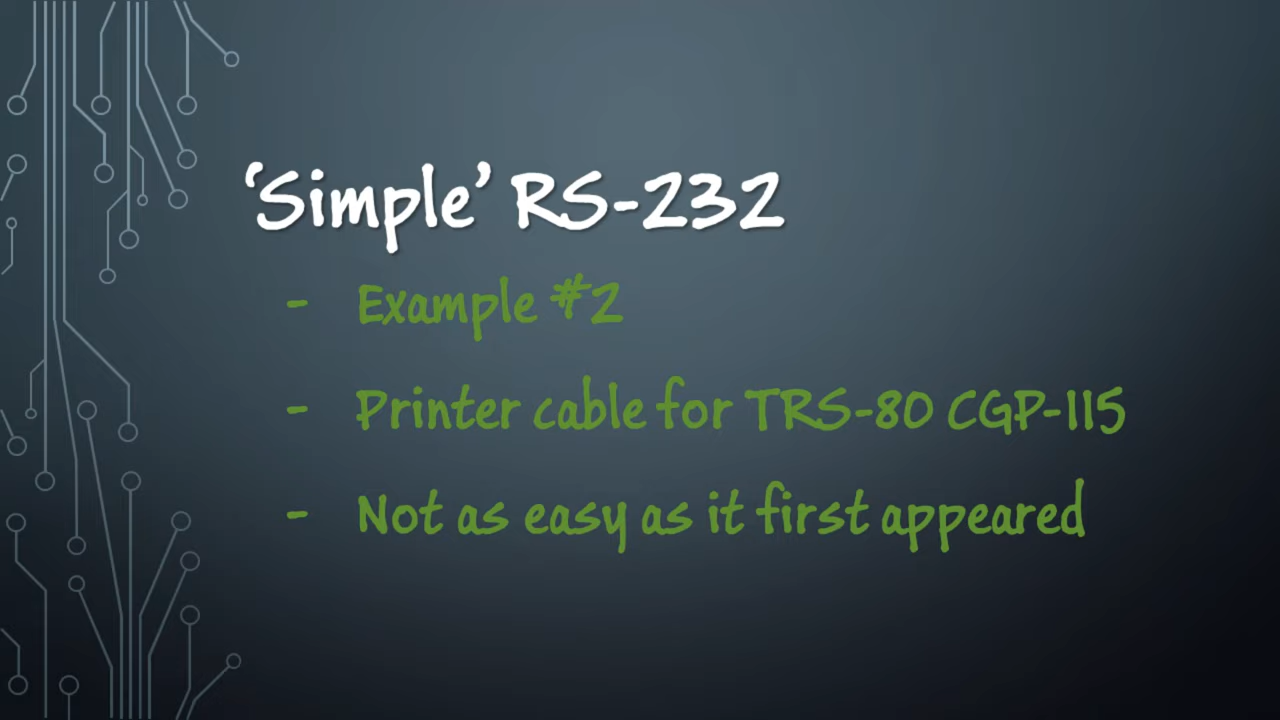 ‘Simple’ RS-232
- Example #2
- Printer cable for TRS-80 CGP-115
- Not as easy as it first appeared